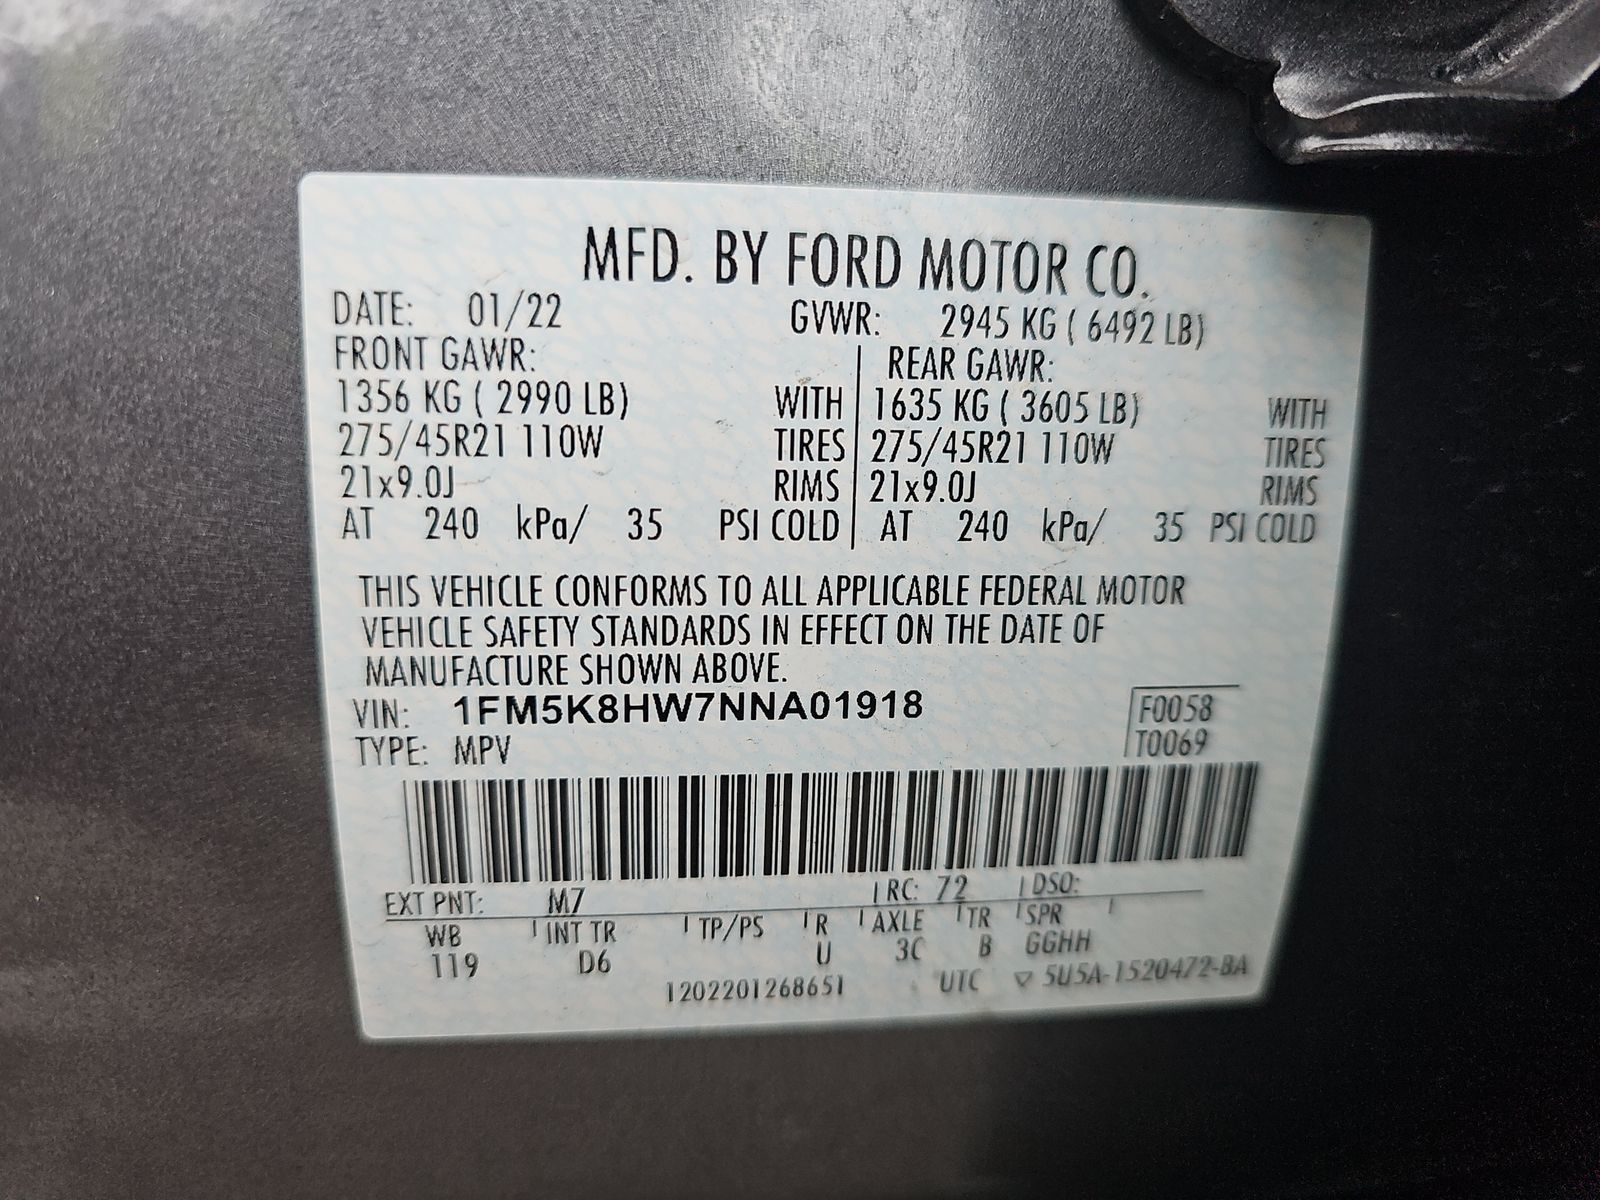 MFD. BY FORD MOTOR CO.
DATE: 01/22 GVWR: 2945 KG ( 6492 LB)
FRONT GAWR: REAR GAWR:
1356 KG ( 2990 LB) WITH 1635 KG ( 3605 LB) WITH
275/45R21 110W TIRES 275/45R21 110W TIRES
21x9.0J RIMS 21x9.0J RIMS
AT 240 kPa/ 35 PSI COLD AT 240 kPa/ 35 PSI COLD
THIS VEHICLE CONFORMS TO ALL APPLICABLE FEDERAL MOTOR
VEHICLE SAFETY STANDARDS IN EFFECT ON THE DATE OF
MANUFACTURE SHOWN ABOVE.
VIN: 1FM5K8HW7NNA01918 F0058
TYPE: MPV T0069
EXT PNT: M7 RC: 72 DSO:
WB INT TR TP/PS R AXLE TR SPR
119 D6 U 3C B GGHH
1202201268651 UTC ▽ 5U5A-1520472-BA